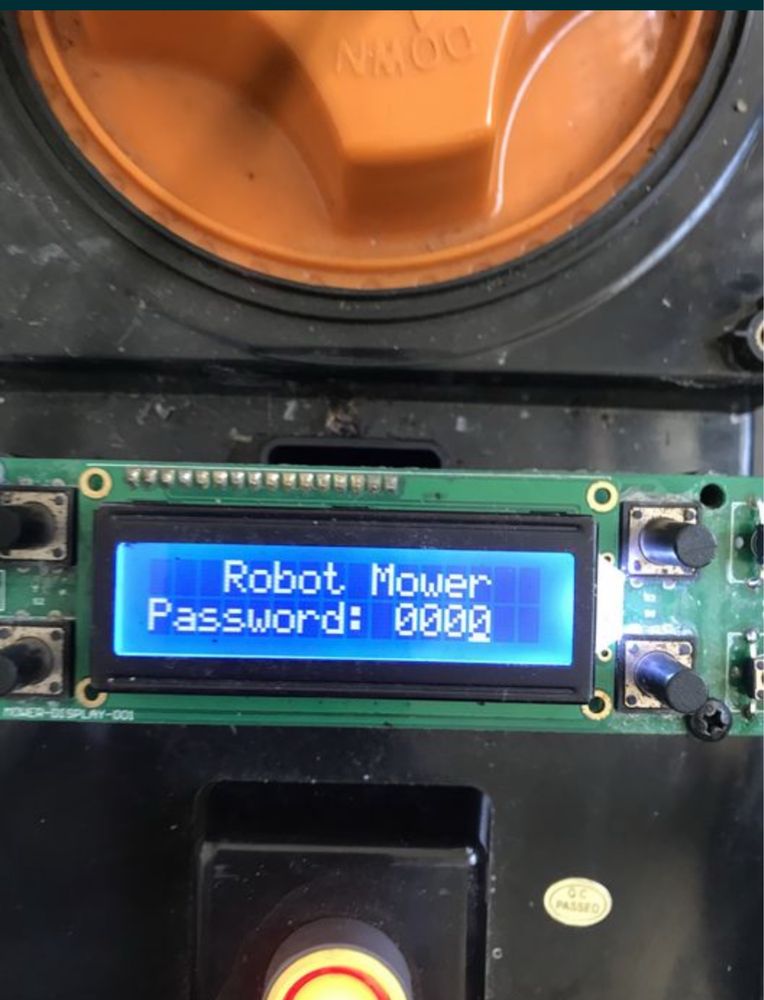 DOWN
Robot Mower
Password: 0000
MOWER-DISPLAY-001
Q.C.
PASSED